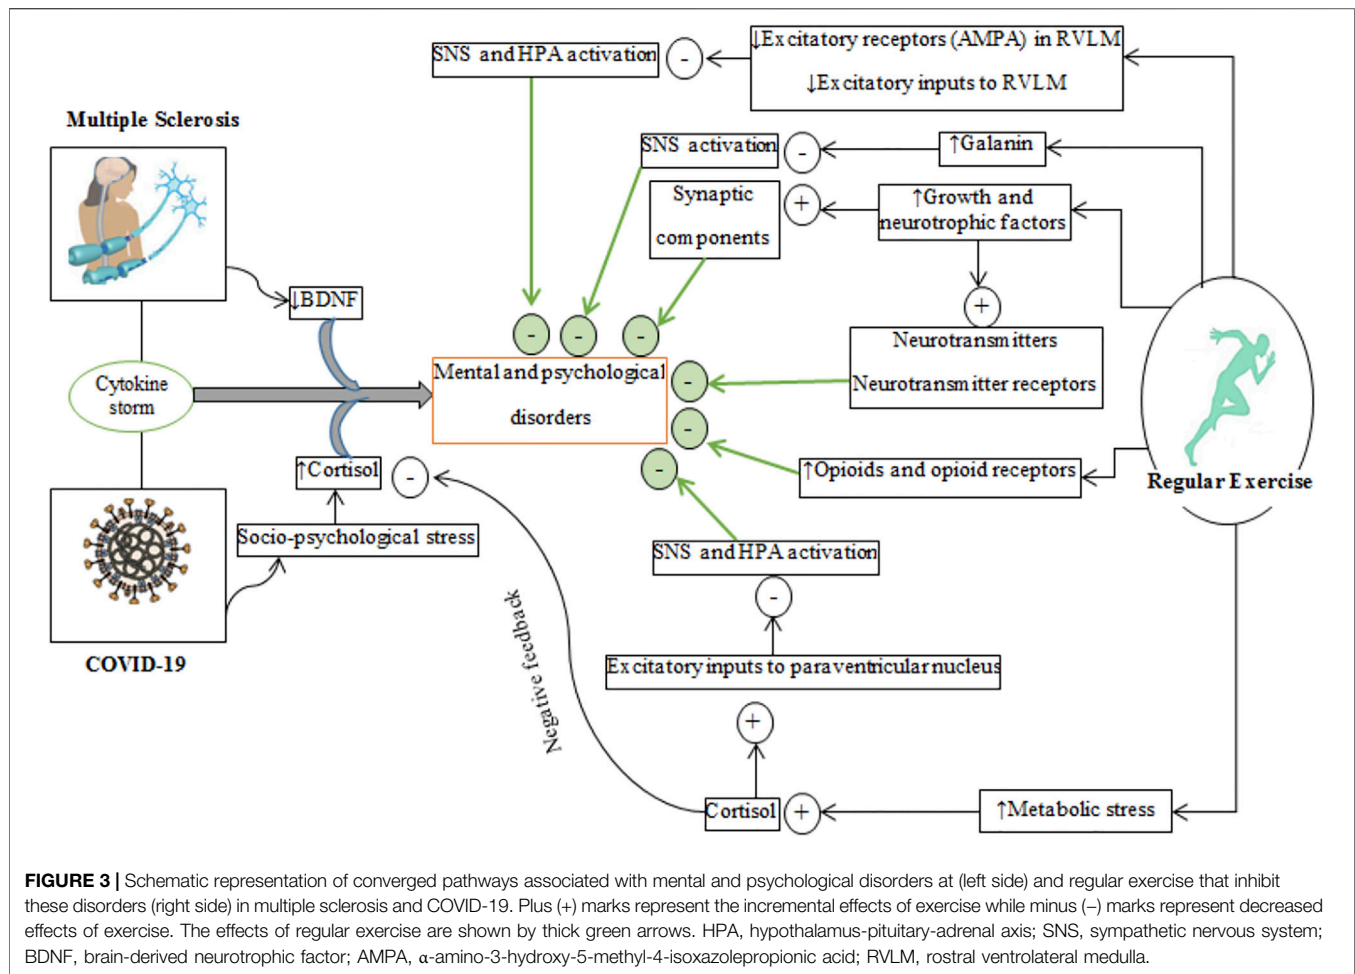 SNS and HPA activation
-
↓Excitatory receptors (AMPA) in RVLM
↓Excitatory inputs to RVLM
Multiple Sclerosis
SNS activation
-
↑Galanin
Synaptic
components
+
↑Growth and
neurotrophic factors
+
↓BDNF
Neurotransmitters
Neurotransmitter receptors
-
-
-
Cytokine
storm
Mental and psychological
disorders
-
-
-
↑Cortisol
-
↑Opioids and opioid receptors
Regular Exercise
Socio-psychological stress
SNS and HPA activation
-
COVID-19
Negative feedback
Excitatory inputs to paraventricular nucleus
+
Cortisol
+
↑Metabolic stress
FIGURE 3 | Schematic representation of converged pathways associated with mental and psychological disorders at (left side) and regular exercise that inhibit
these disorders (right side) in multiple sclerosis and COVID-19. Plus (+) marks represent the incremental effects of exercise while minus (−) marks represent decreased
effects of exercise. The effects of regular exercise are shown by thick green arrows. HPA, hypothalamus-pituitary-adrenal axis; SNS, sympathetic nervous system;
BDNF, brain-derived neurotrophic factor; AMPA, α-amino-3-hydroxy-5-methyl-4-isoxazolepropionic acid; RVLM, rostral ventrolateral medulla.